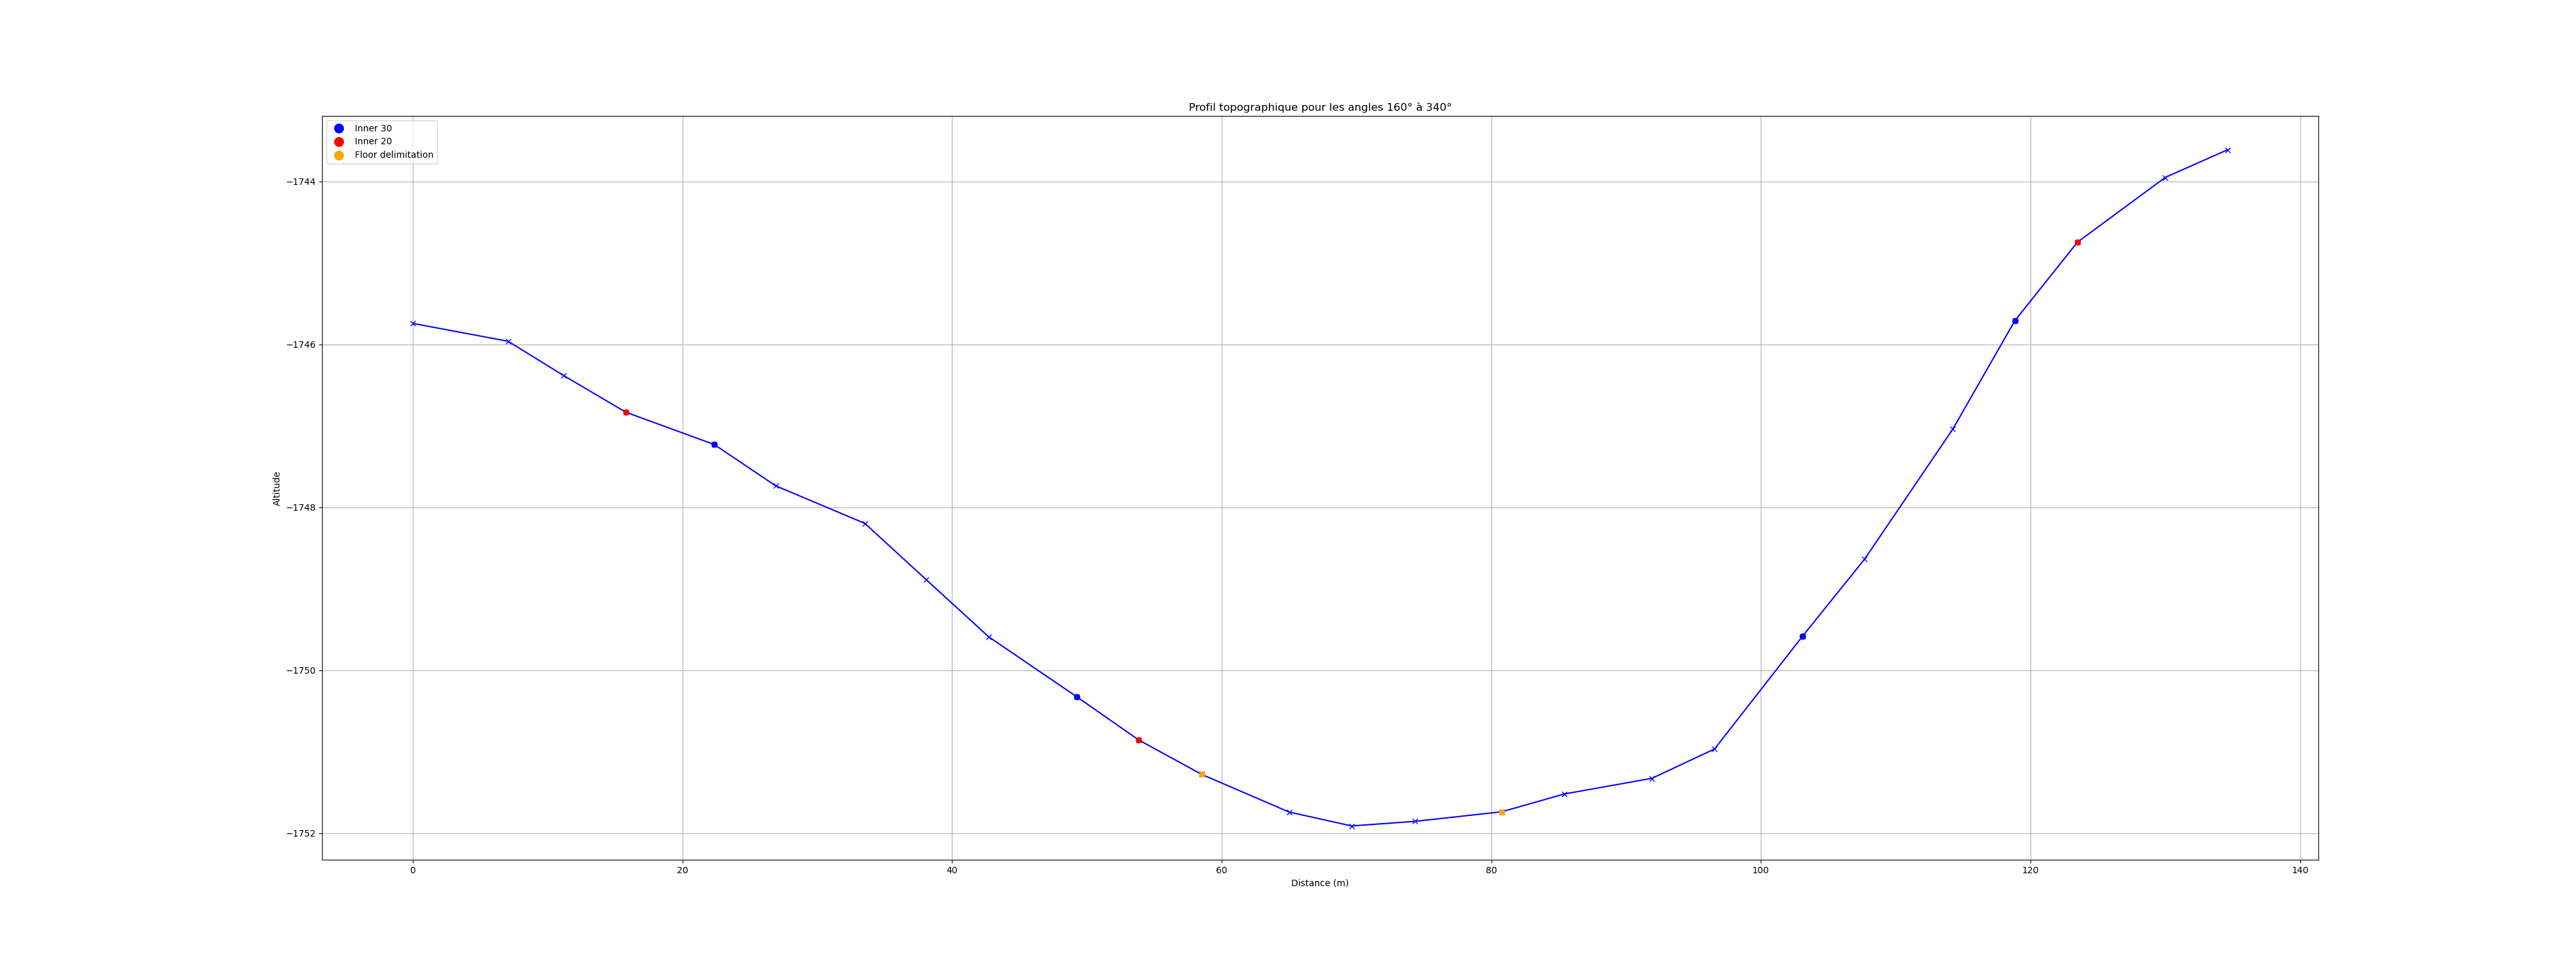 Profil topographique pour les angles 160° à 340°
Inner 30
Inner 20
Floor delimitation
−1744
−1746
−1748
−1750
−1752
Altitude
0 20 40 60 80 100 120 140
Distance (m)